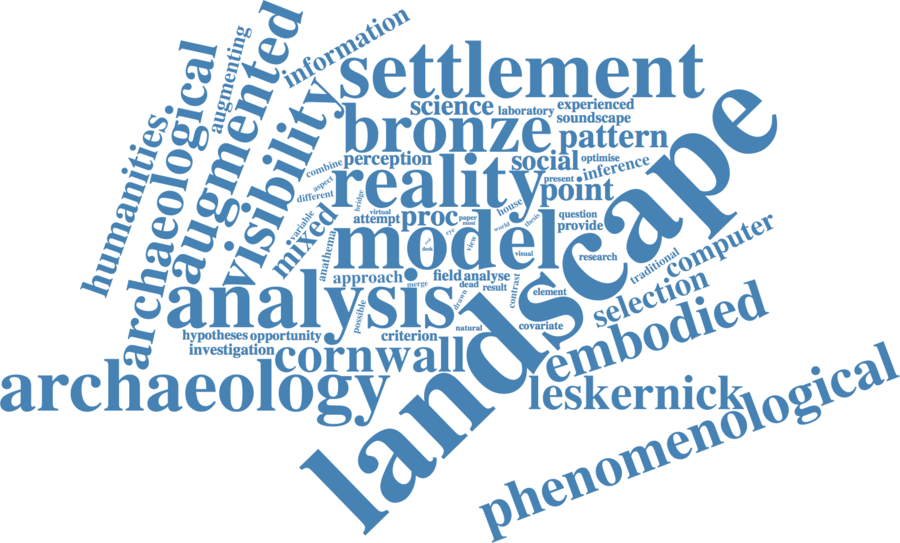 information
augmented
augmenting
settlement
archaeological
visibility
science
laboratory
experienced
soundscape
humanities
bronze
pattern
combine
perception
social
optimise
inference
aspect
different
reality
present
point
bridge
virtual
house
variable
mixed
attempt
proc
paper
most
thesis
question
provide
world
landscape
anathema
model
eye
view
desk
visual
research
computer
traditional
approach
merge
field
analyse
dead
result
contrast
element
selection
analysis
drawn
possible
natural
covariate
embodied
hypotheses
opportunity
criterion
investigation
cornwall
archaeology
leskernick
phenomenological